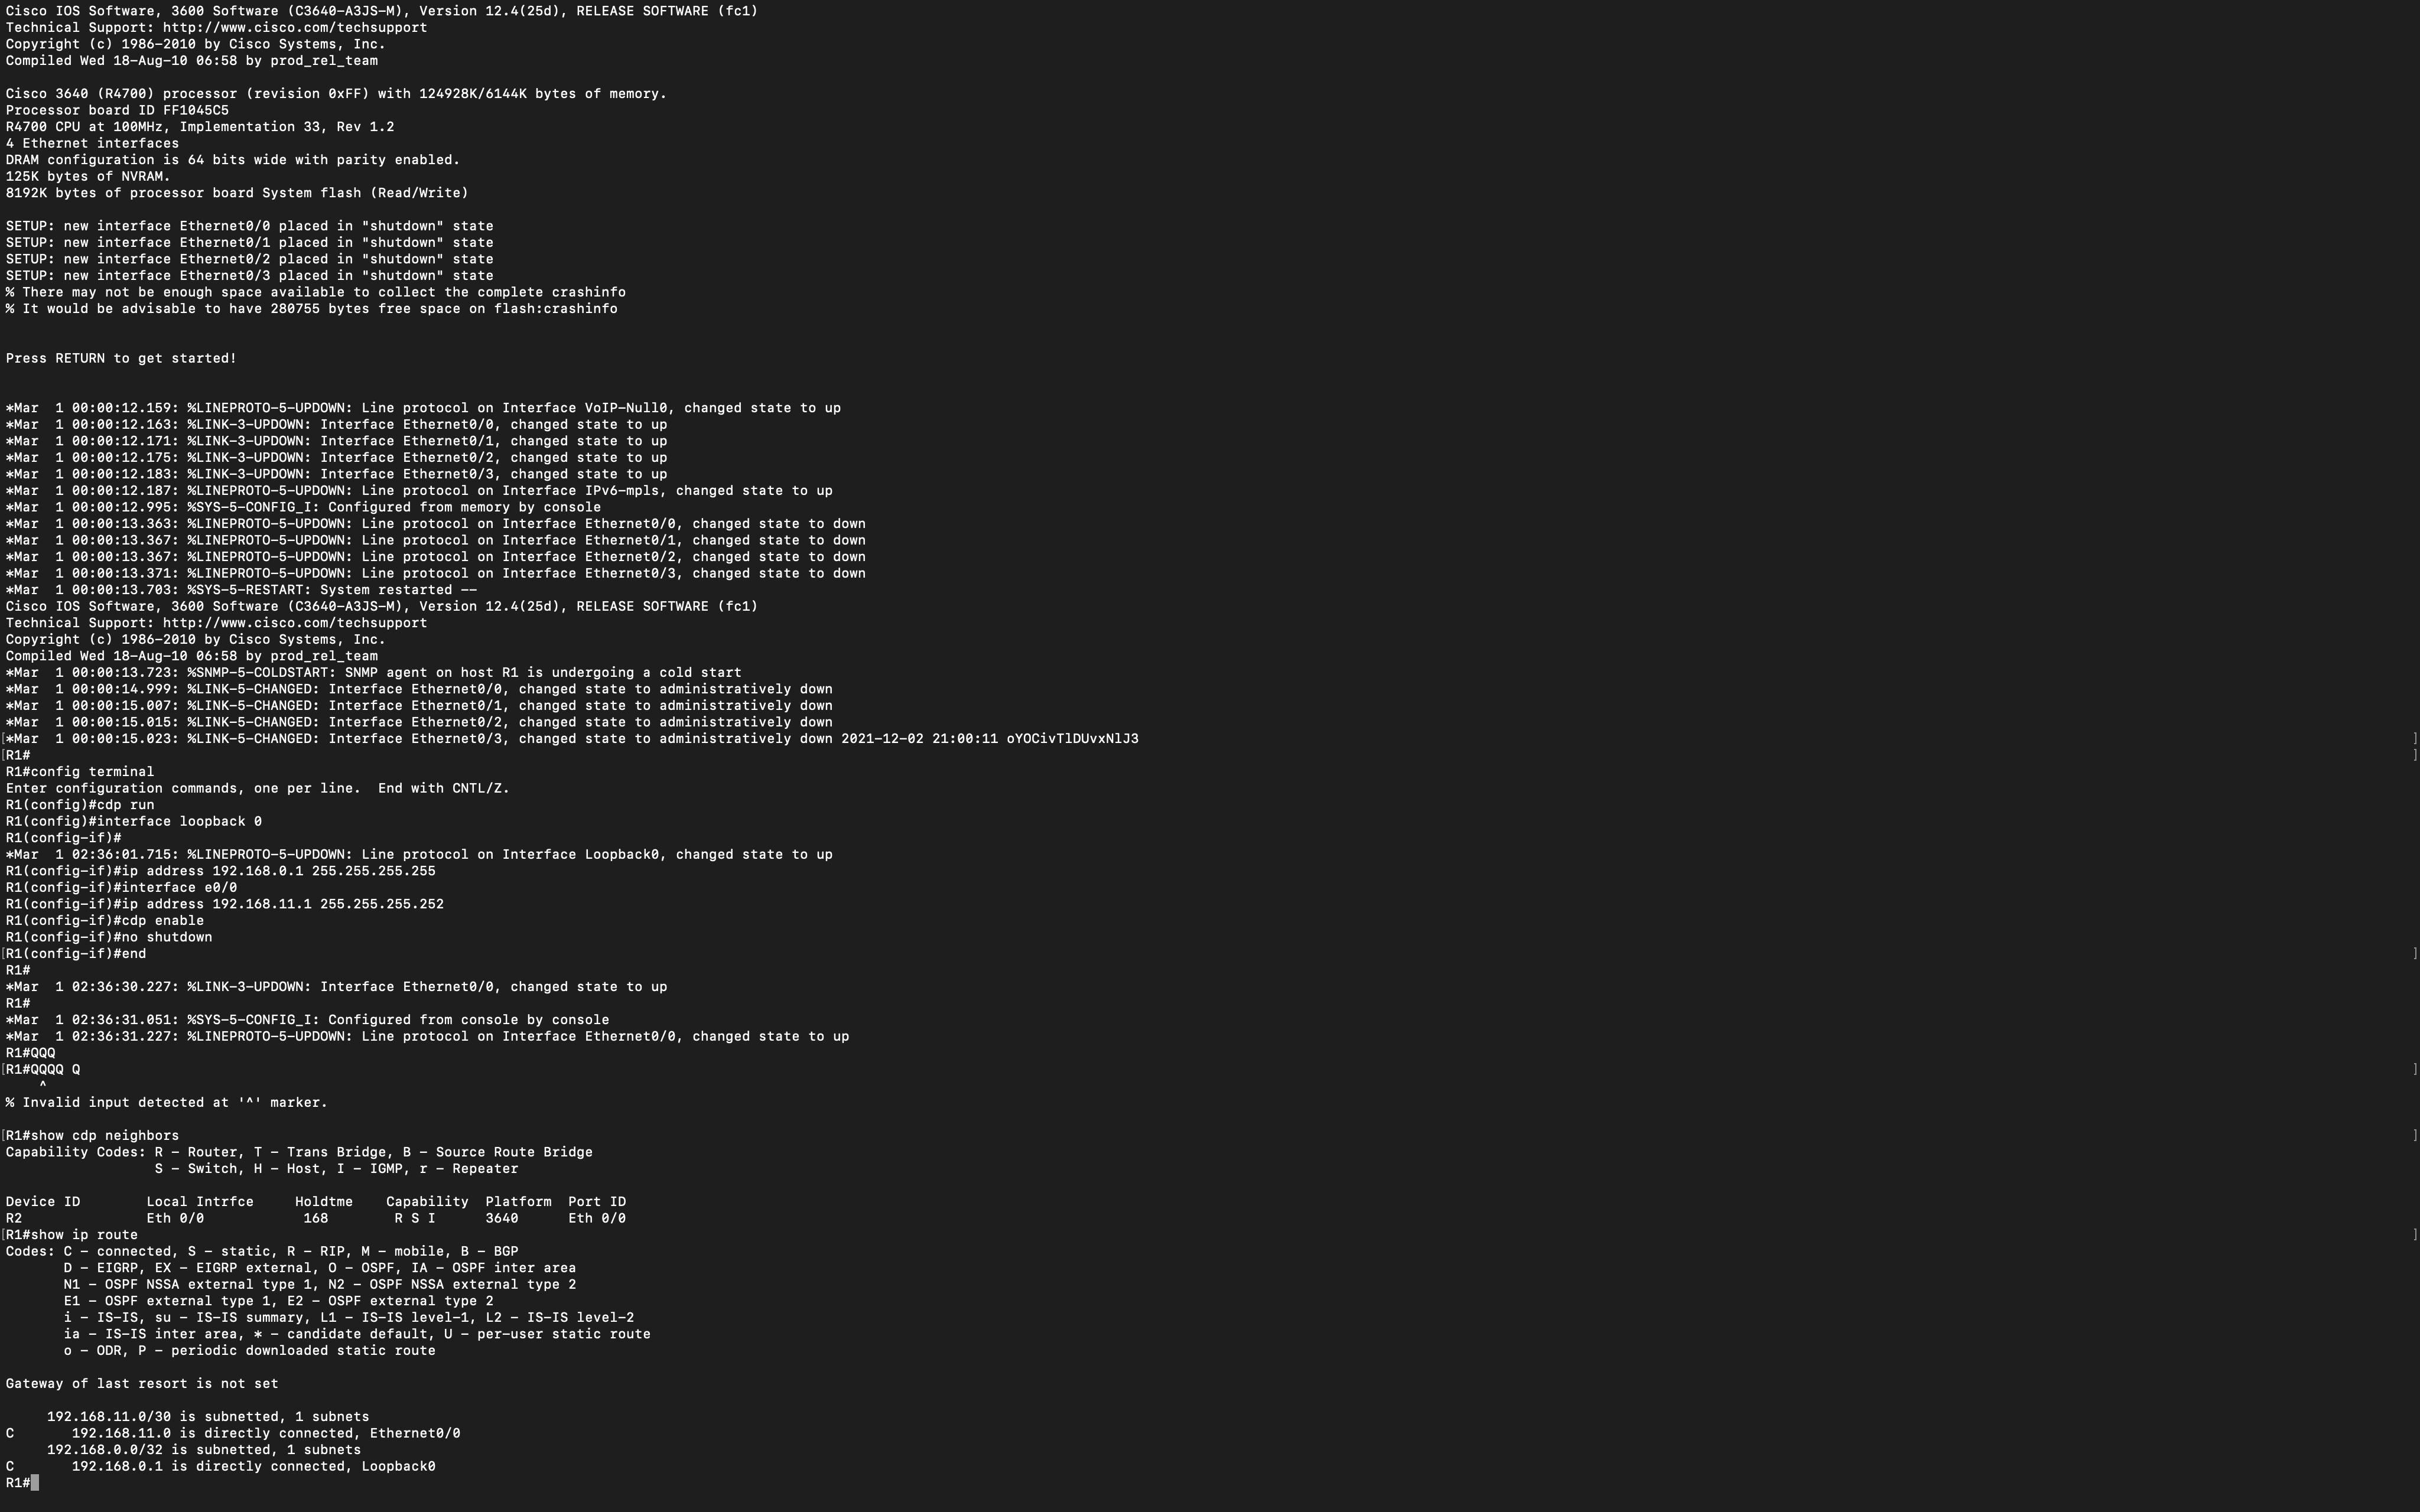 Cisco IOS Software, 3600 Software (C3640-A3JS-M), Version 12.4(25d), RELEASE SOFTWARE (fc1)
Technical Support: http://www.cisco.com/techsupport
Copyright (c) 1986-2010 by Cisco Systems, Inc.
Compiled Wed 18-Aug-10 06:58 by prod_rel_team

Cisco 3640 (R4700) processor (revision 0xFF) with 124928K/6144K bytes of memory.
Processor board ID FF1045C5
R4700 CPU at 100MHz, Implementation 33, Rev 1.2
4 Ethernet interfaces
DRAM configuration is 64 bits wide with parity enabled.
125K bytes of NVRAM.
8192K bytes of processor board System flash (Read/Write)

SETUP: new interface Ethernet0/0 placed in "shutdown" state
SETUP: new interface Ethernet0/1 placed in "shutdown" state
SETUP: new interface Ethernet0/2 placed in "shutdown" state
SETUP: new interface Ethernet0/3 placed in "shutdown" state
% There may not be enough space available to collect the complete crashinfo
% It would be advisable to have 280755 bytes free space on flash:crashinfo

Press RETURN to get started!

*Mar  1 00:00:12.159: %LINEPROTO-5-UPDOWN: Line protocol on Interface VoIP-Null0, changed state to up
*Mar  1 00:00:12.163: %LINK-3-UPDOWN: Interface Ethernet0/0, changed state to up
*Mar  1 00:00:12.171: %LINK-3-UPDOWN: Interface Ethernet0/1, changed state to up
*Mar  1 00:00:12.175: %LINK-3-UPDOWN: Interface Ethernet0/2, changed state to up
*Mar  1 00:00:12.183: %LINK-3-UPDOWN: Interface Ethernet0/3, changed state to up
*Mar  1 00:00:12.187: %LINEPROTO-5-UPDOWN: Line protocol on Interface IPv6-mpls, changed state to up
*Mar  1 00:00:12.995: %SYS-5-CONFIG_I: Configured from memory by console
*Mar  1 00:00:13.363: %LINEPROTO-5-UPDOWN: Line protocol on Interface Ethernet0/0, changed state to down
*Mar  1 00:00:13.367: %LINEPROTO-5-UPDOWN: Line protocol on Interface Ethernet0/1, changed state to down
*Mar  1 00:00:13.367: %LINEPROTO-5-UPDOWN: Line protocol on Interface Ethernet0/2, changed state to down
*Mar  1 00:00:13.371: %LINEPROTO-5-UPDOWN: Line protocol on Interface Ethernet0/3, changed state to down
*Mar  1 00:00:13.703: %SYS-5-RESTART: System restarted --
Cisco IOS Software, 3600 Software (C3640-A3JS-M), Version 12.4(25d), RELEASE SOFTWARE (fc1)
Technical Support: http://www.cisco.com/techsupport
Copyright (c) 1986-2010 by Cisco Systems, Inc.
Compiled Wed 18-Aug-10 06:58 by prod_rel_team
*Mar  1 00:00:13.723: %SNMP-5-COLDSTART: SNMP agent on host R1 is undergoing a cold start
*Mar  1 00:00:14.999: %LINK-5-CHANGED: Interface Ethernet0/0, changed state to administratively down
*Mar  1 00:00:15.007: %LINK-5-CHANGED: Interface Ethernet0/1, changed state to administratively down
*Mar  1 00:00:15.015: %LINK-5-CHANGED: Interface Ethernet0/2, changed state to administratively down
[*Mar  1 00:00:15.023: %LINK-5-CHANGED: Interface Ethernet0/3, changed state to administratively down 2021-12-02 21:00:11 oYOCivTlDUvxNlJ3 ]
[R1# ]
R1#config terminal
Enter configuration commands, one per line.  End with CNTL/Z.
R1(config)#cdp run
R1(config)#interface loopback 0
R1(config-if)#
*Mar  1 02:36:01.715: %LINEPROTO-5-UPDOWN: Line protocol on Interface Loopback0, changed state to up
R1(config-if)#ip address 192.168.0.1 255.255.255.255
R1(config-if)#interface e0/0
R1(config-if)#ip address 192.168.11.1 255.255.255.252
R1(config-if)#cdp enable
R1(config-if)#no shutdown
[R1(config-if)#end ]
R1#
*Mar  1 02:36:30.227: %LINK-3-UPDOWN: Interface Ethernet0/0, changed state to up
R1#
*Mar  1 02:36:31.051: %SYS-5-CONFIG_I: Configured from console by console
*Mar  1 02:36:31.227: %LINEPROTO-5-UPDOWN: Line protocol on Interface Ethernet0/0, changed state to up
R1#QQQ
[R1#QQQQ Q ]
    ^
% Invalid input detected at '^' marker.

[R1#show cdp neighbors ]
Capability Codes: R - Router, T - Trans Bridge, B - Source Route Bridge
                  S - Switch, H - Host, I - IGMP, r - Repeater

Device ID        Local Intrfce     Holdtme    Capability  Platform  Port ID
R2               Eth 0/0            168        R S I      3640      Eth 0/0
[R1#show ip route ]
Codes: C - connected, S - static, R - RIP, M - mobile, B - BGP
       D - EIGRP, EX - EIGRP external, O - OSPF, IA - OSPF inter area
       N1 - OSPF NSSA external type 1, N2 - OSPF NSSA external type 2
       E1 - OSPF external type 1, E2 - OSPF external type 2
       i - IS-IS, su - IS-IS summary, L1 - IS-IS level-1, L2 - IS-IS level-2
       ia - IS-IS inter area, * - candidate default, U - per-user static route
       o - ODR, P - periodic downloaded static route

Gateway of last resort is not set

     192.168.11.0/30 is subnetted, 1 subnets
C       192.168.11.0 is directly connected, Ethernet0/0
     192.168.0.0/32 is subnetted, 1 subnets
C       192.168.0.1 is directly connected, Loopback0
R1#